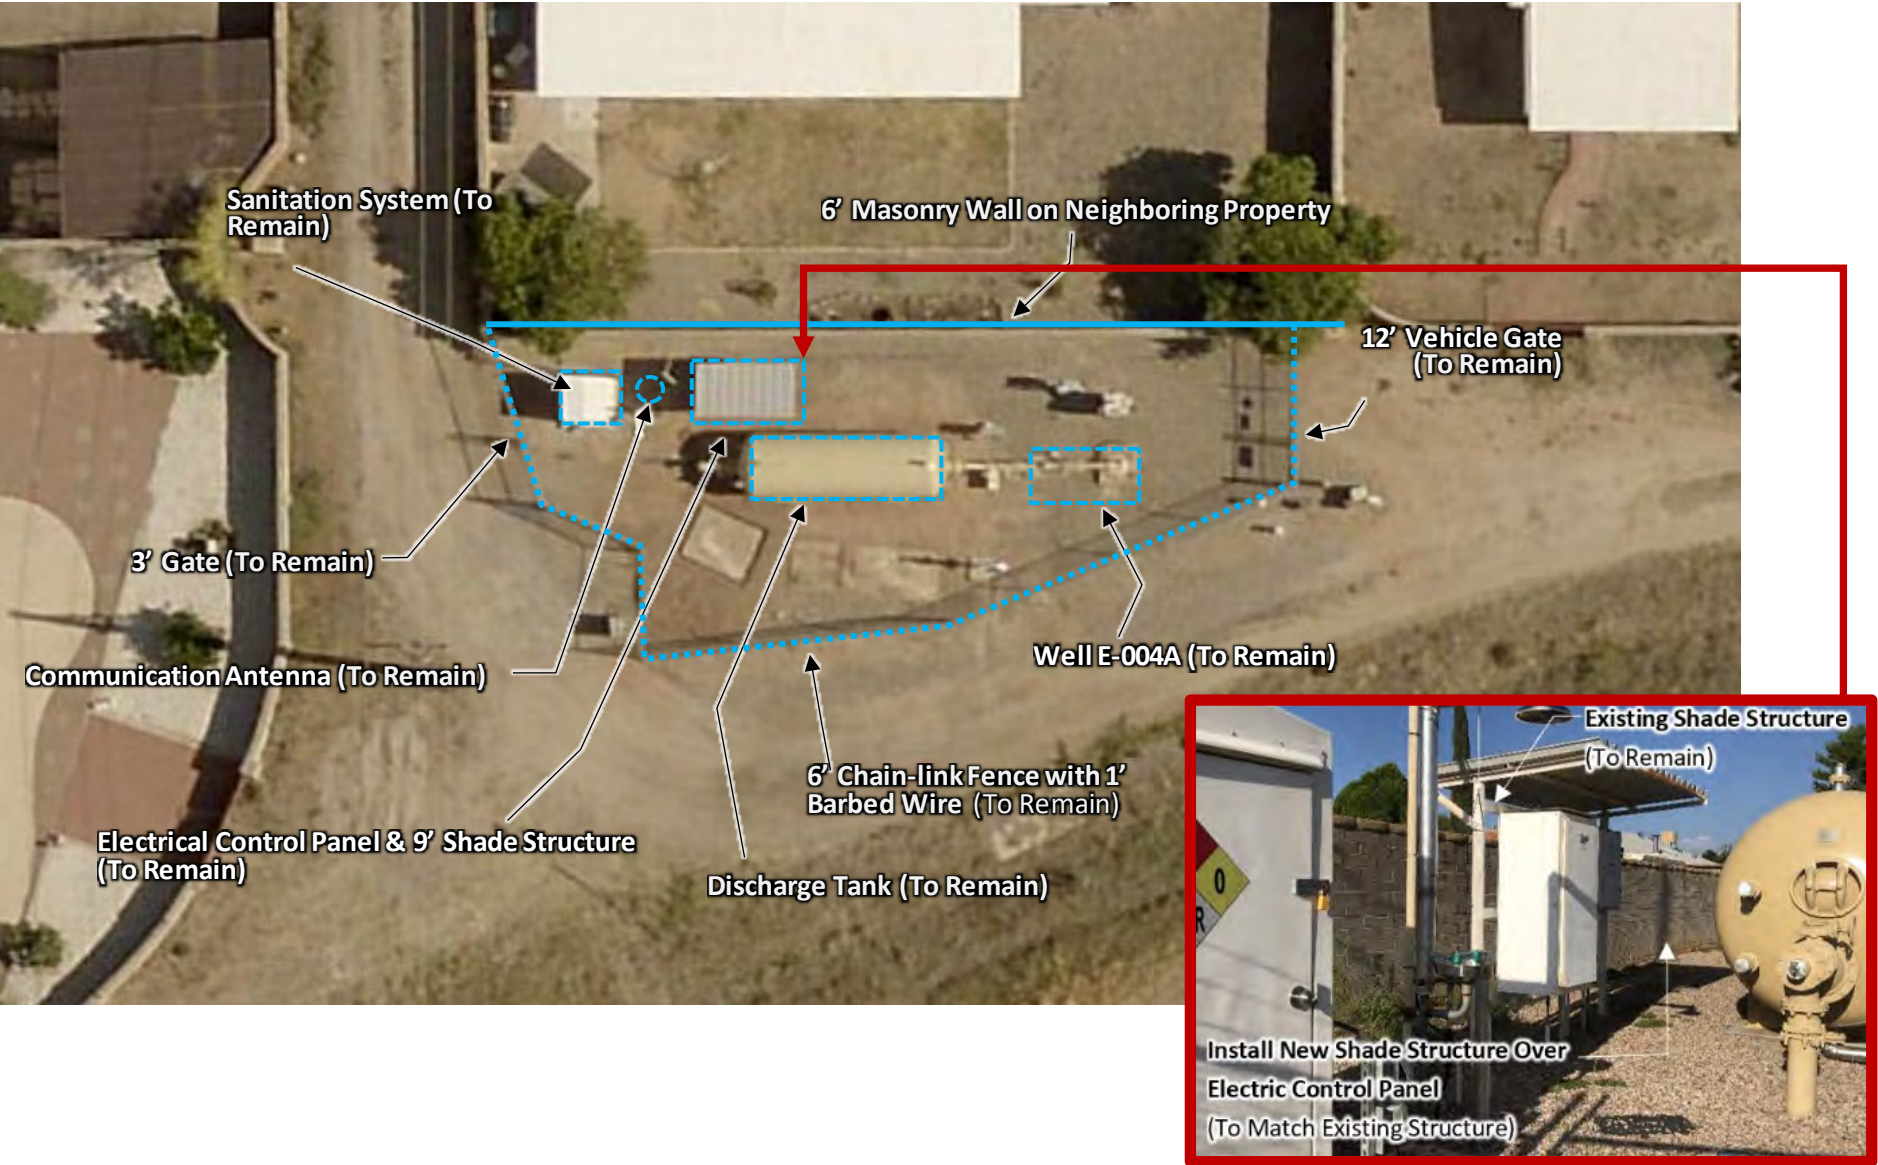 Sanitation System (To
Remain)
6’ Masonry Wall on Neighboring Property
12’ Vehicle Gate
(To Remain)
3’ Gate (To Remain)
Communication Antenna (To Remain)
Well E-004A (To Remain)
6’ Chain-link Fence with 1’
Barbed Wire (To Remain)
Electrical Control Panel & 9’ Shade Structure
(To Remain)
Discharge Tank (To Remain)
Existing Shade Structure
(To Remain)
0
R
Install New Shade Structure Over
Electric Control Panel
(To Match Existing Structure)